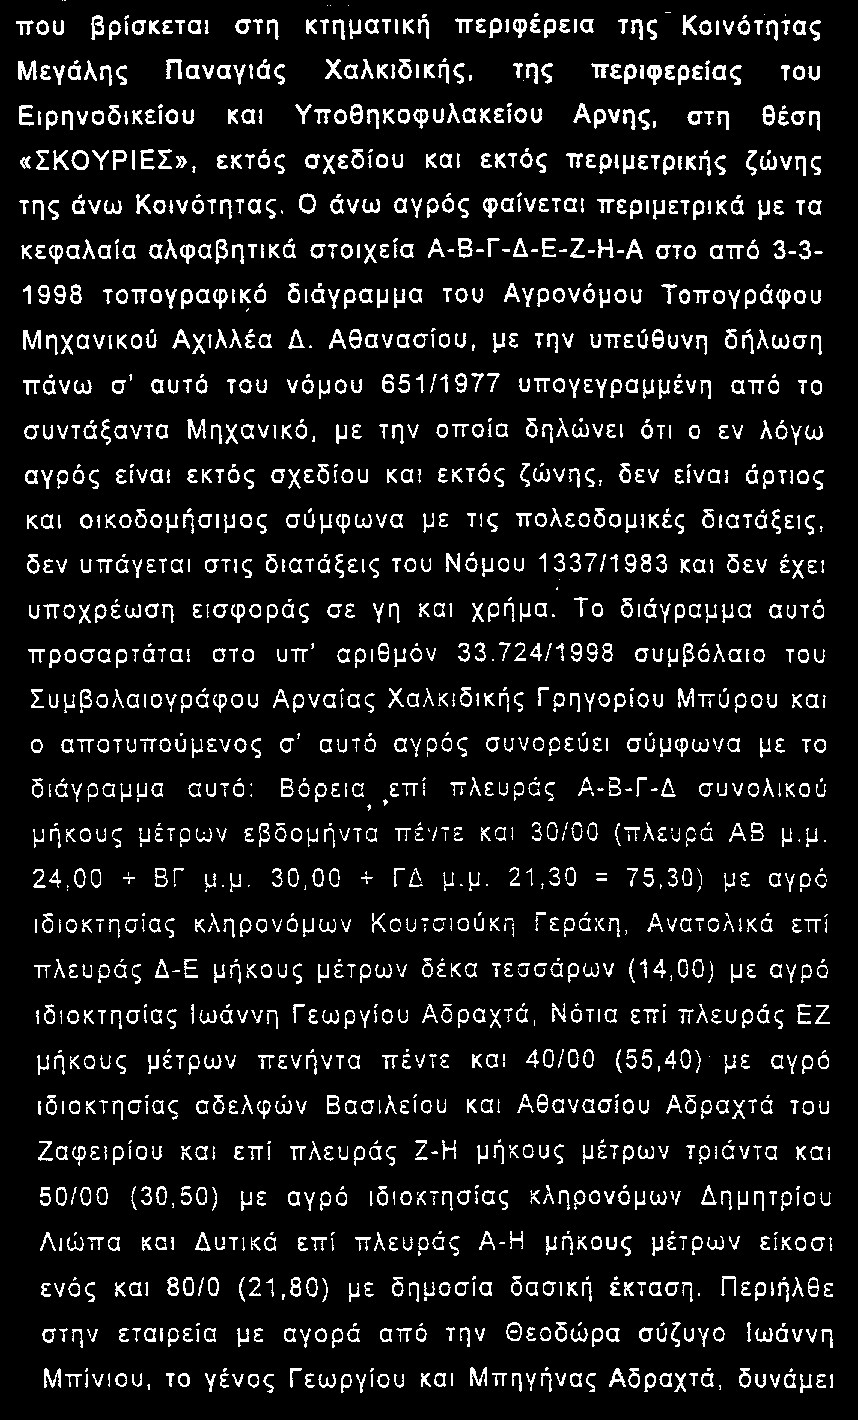 που βρίσκεται στη κτηματική περιφέρεια της Κοινότητας
Μεγάλης Παναγιάς Χαλκιδικής, της περιφερείας του
Ειρηνοδικείου και Υποθηκοφυλακείου Αρνης, στη θέση
«ΣΚΟΥΡΙΕΣ», εκτός σχεδίου και εκτός περιμετρικής ζώνης
της άνω Κοινότητας. Ο άνω αγρός φαίνεται περιμετρικά με τα
κεφαλαία αλφαβητικά στοιχεία Α-Β-Γ-Δ-Ε-Ζ-Η-Α στο από 3-3-
1998 τοπογραφικό διάγραμμα του Αγρονόμου Τοπογράφου
Μηχανικού Αχιλλέα Δ. Αθανασίου, με την υπεύθυνη δήλωση
πάνω σ' αυτό του νόμου 651/1977 υπογεγραμμένη από το
συντάξαντα Μηχανικό, με την οποία δηλώνει ότι ο εν λόγω
αγρός είναι εκτός σχεδίου και εκτός ζώνης, δεν είναι άρτιος
και οικοδομήσιμος σύμφωνα με τις πολεοδομικές διατάξεις,
δεν υπάγεται στις διατάξεις του Νόμου 1337/1983 και δεν έχει
υποχρέωση εισφοράς σε γη και χρήμα. Το διάγραμμα αυτό
προσαρτάται στο υπ' αριθμόν 33.724/1998 συμβόλαιο του
Συμβολαιογράφου Αρναίας Χαλκιδικής Γρηγορίου Μπύρου και
ο αποτυπούμενος σ' αυτό αγρός συνορεύει σύμφωνα με το
διάγραμμα αυτό: Βόρεια επί πλευράς Α-Β-Γ-Δ συνολικού
μήκους μέτρων εβδομήντα πέντε και 30/00 (πλευρά ΑΒ μ.μ.
24,00 + ΒΓ μ.μ. 30,00 + ΓΔ μ.μ. 21,30 = 75,30) με αγρό
ιδιοκτησίας κληρονόμων Κουτσιούκη Γεράκη, Ανατολικά επί
πλευράς Δ-Ε μήκους μέτρων δέκα τεσσάρων (14,00) με αγρό
ιδιοκτησίας Ιωάννη Γεωργίου Αδραχτά, Νότια επί πλευράς ΕΖ
μήκους μέτρων πενήντα πέντε και 40/00 (55,40) με αγρό
ιδιοκτησίας αδελφών Βασιλείου και Αθανασίου Αδραχτά του
Ζαφειρίου και επί πλευράς Ζ-Η μήκους μέτρων τριάντα και
50/00 (30,50) με αγρό ιδιοκτησίας κληρονόμων Δημητρίου
Λιώπα και Δυτικά επί πλευράς Α-Η μήκους μέτρων είκοσι
ενός και 80/0 (21,80) με δημοσία δασική έκταση. Περιήλθε
στην εταιρεία με αγορά από την Θεοδώρα σύζυγο Ιωάννη
Μπίνιου, το γένος Γεωργίου και Μπηγήνας Αδραχτά, δυνάμει